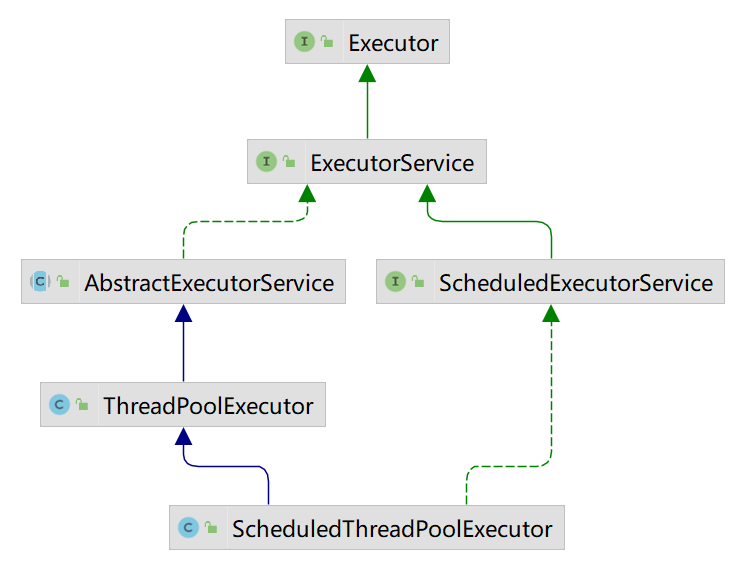 I Executor
I ExecutorService
C AbstractExecutorService
I ScheduledExecutorService
C ThreadPoolExecutor
C ScheduledThreadPoolExecutor